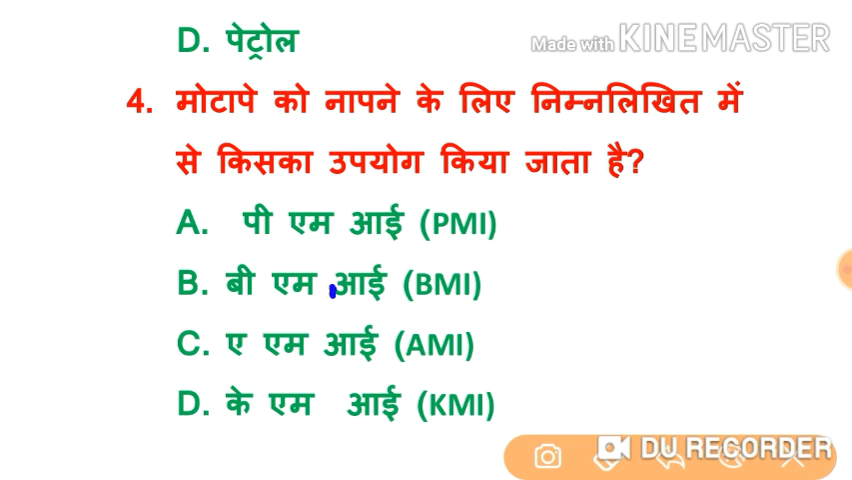 D. पेट्रोल
Made with KINEMASTER
4. मोटापे को नापने के लिए निम्नलिखित में
से किसका उपयोग किया जाता है?
A. पी एम आई (PMI)
B. बी एम आई (BMI)
C. ए एम आई (AMI)
D. के एम आई (KMI)
DU RECORDER